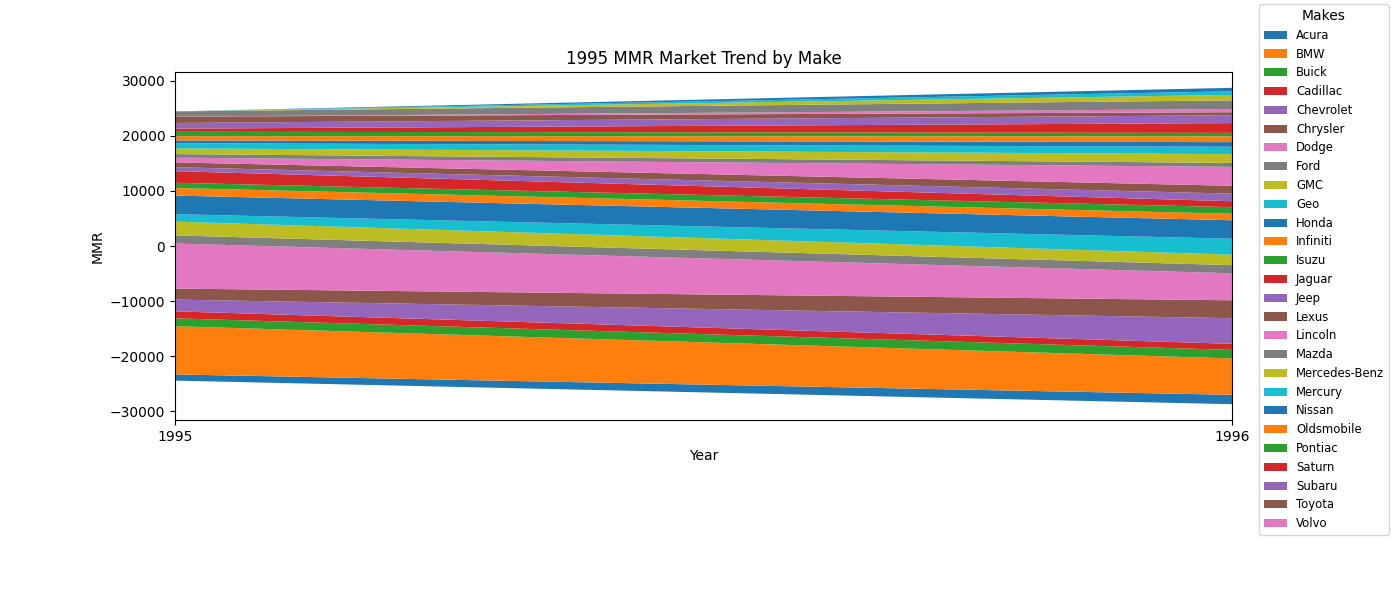 1995 MMR Market Trend by Make
30000
20000
10000
0
−10000
−20000
−30000
MMR
1995
1996
Year
Makes
Acura
BMW
Buick
Cadillac
Chevrolet
Chrysler
Dodge
Ford
GMC
Geo
Honda
Infiniti
Isuzu
Jaguar
Jeep
Lexus
Lincoln
Mazda
Mercedes-Benz
Mercury
Nissan
Oldsmobile
Pontiac
Saturn
Subaru
Toyota
Volvo